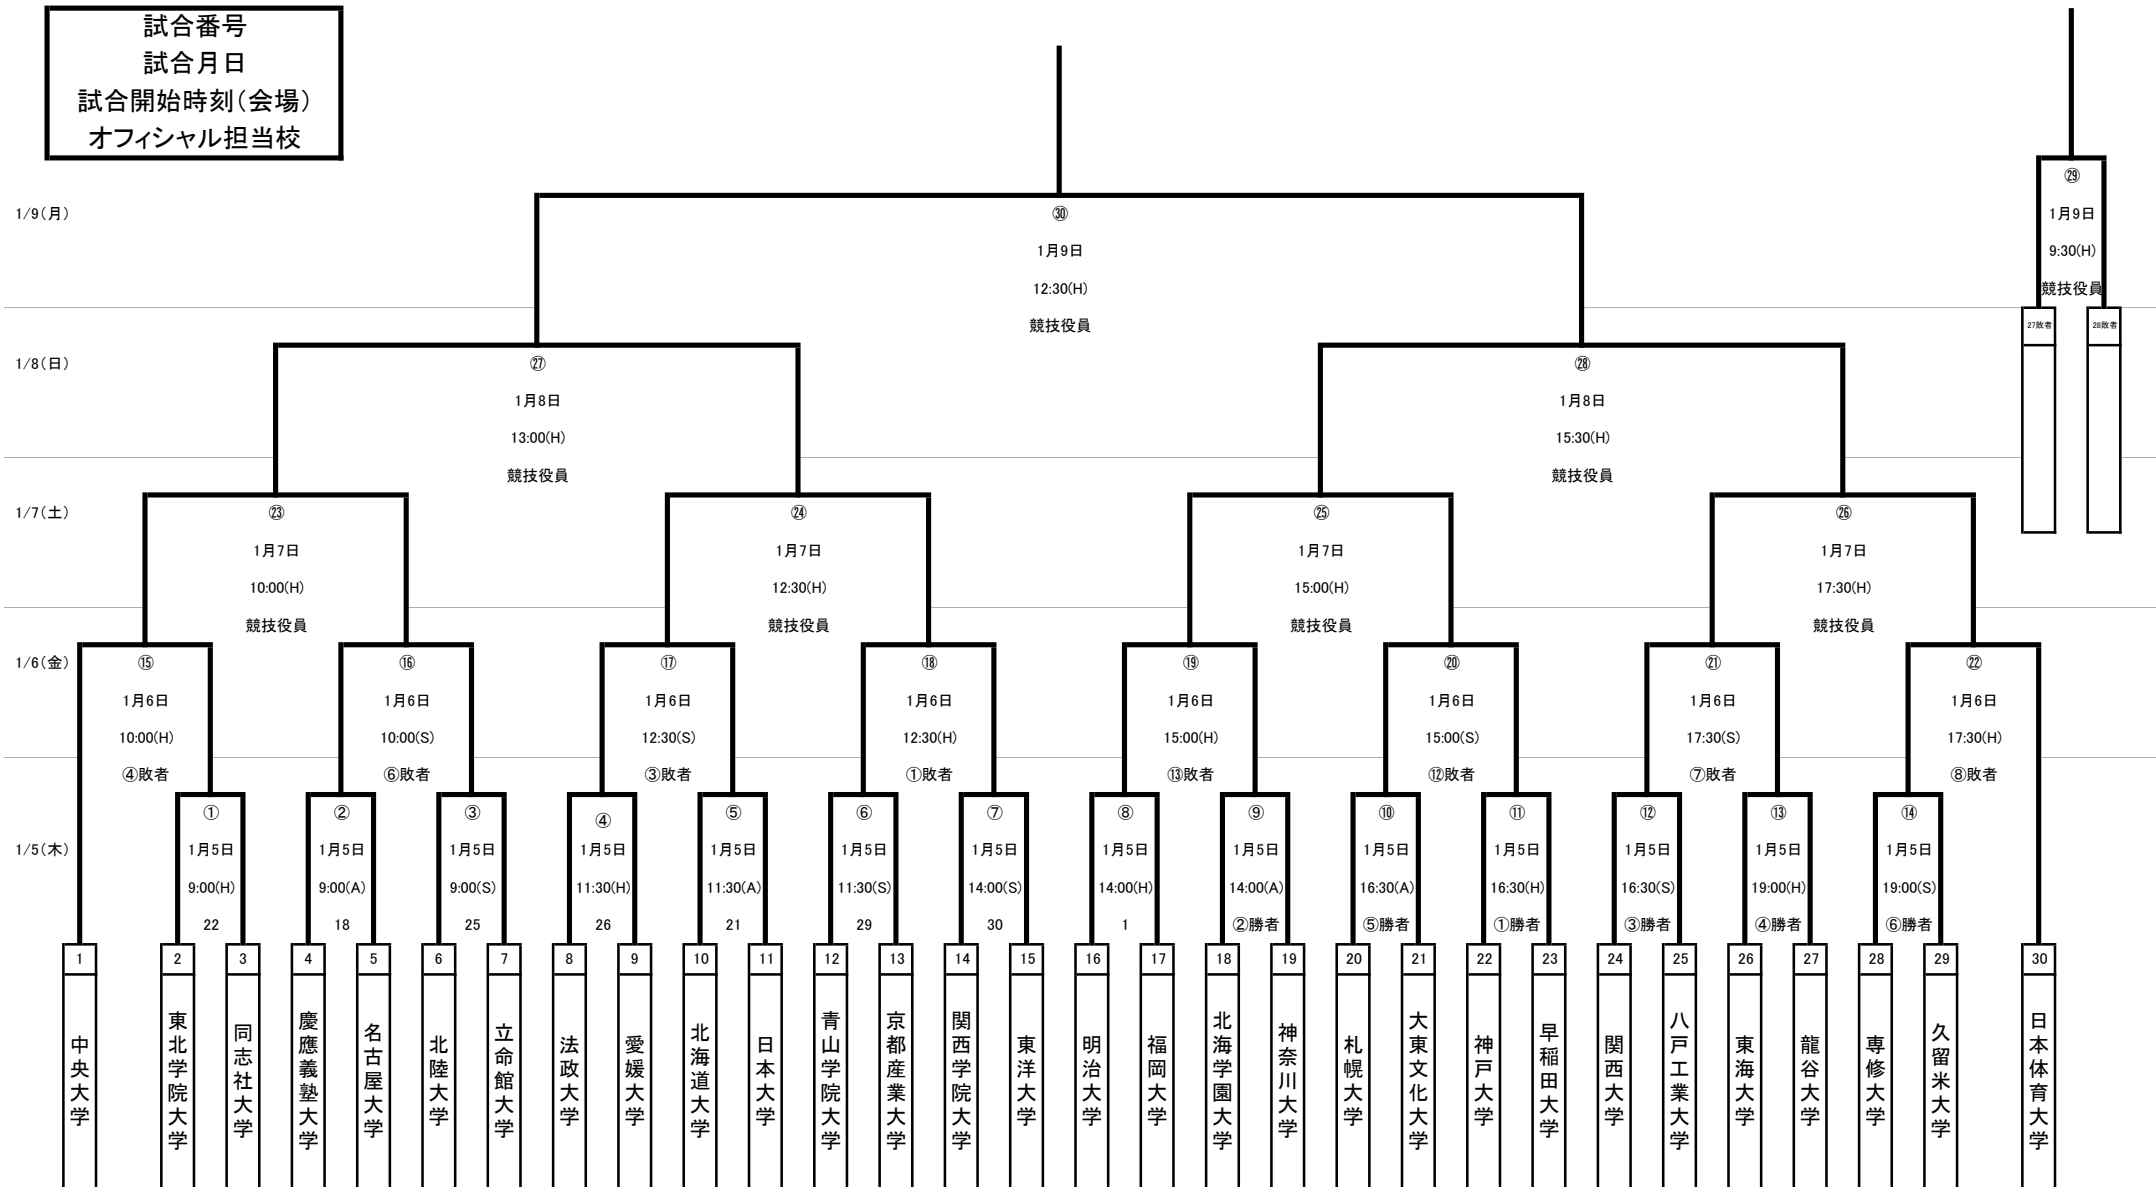 試合番号
試合月日
試合開始時刻(会場)
オフィシャル担当校
㉙
1/9(月)
㉚
1月9日
1月9日
9:30(H)
12:30(H)
競技役員
競技役員
27敗者
28敗者
1/8(日)
㉗
㉘
1月8日
1月8日
13:00(H)
15:30(H)
競技役員
競技役員
1/7(土)
㉓
㉔
㉕
㉖
1月7日
1月7日
1月7日
1月7日
10:00(H)
12:30(H)
15:00(H)
17:30(H)
競技役員
競技役員
競技役員
競技役員
1/6(金)
⑮
⑯
⑰
⑱
⑲
⑳
㉑
㉒
1月6日
1月6日
1月6日
1月6日
1月6日
1月6日
1月6日
1月6日
10:00(H)
10:00(S)
12:30(S)
12:30(H)
15:00(H)
15:00(S)
17:30(S)
17:30(H)
④敗者
⑥敗者
③敗者
①敗者
⑬敗者
⑫敗者
⑦敗者
⑧敗者
①
②
③
④
⑤
⑥
⑦
⑧
⑨
⑩
⑪
⑫
⑬
⑭
1/5(木)
1月5日
1月5日
1月5日
1月5日
1月5日
1月5日
1月5日
1月5日
1月5日
1月5日
1月5日
1月5日
1月5日
1月5日
9:00(H)
9:00(A)
9:00(S)
11:30(H)
11:30(A)
11:30(S)
14:00(S)
14:00(H)
14:00(A)
16:30(A)
16:30(H)
16:30(S)
19:00(H)
19:00(S)
22
18
25
26
21
29
30
1
②勝者
⑤勝者
①勝者
③勝者
④勝者
⑥勝者
1
2
3
4
5
6
7
8
9
10
11
12
13
14
15
16
17
18
19
20
21
22
23
24
25
26
27
28
29
30
中央大学
東北学院大学
同志社大学
慶應義塾大学
名古屋大学
北陸大学
立命館大学
法政大学
愛媛大学
北海道大学
日本大学
青山学院大学
京都産業大学
関西学院大学
東洋大学
明治大学
福岡大学
北海学園大学
神奈川大学
札幌大学
大東文化大学
神戸大学
早稲田大学
関西大学
八戸工業大学
東海大学
龍谷大学
専修大学
久留米大学
日本体育大学